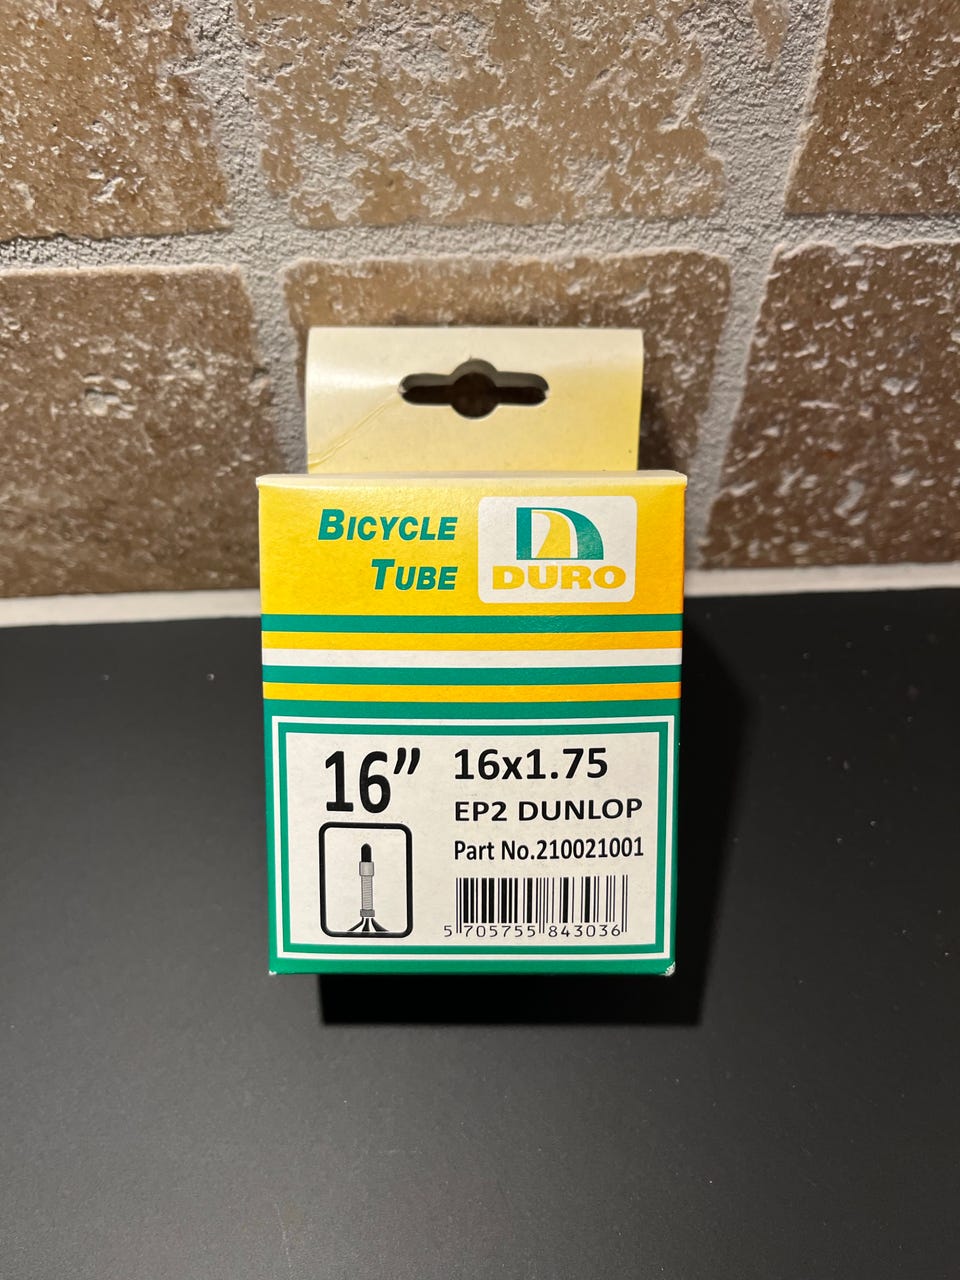 BICYCLE
TUBE
DURO
16”
16x1.75
EP2 DUNLOP
Part No.210021001
5 705755 843036